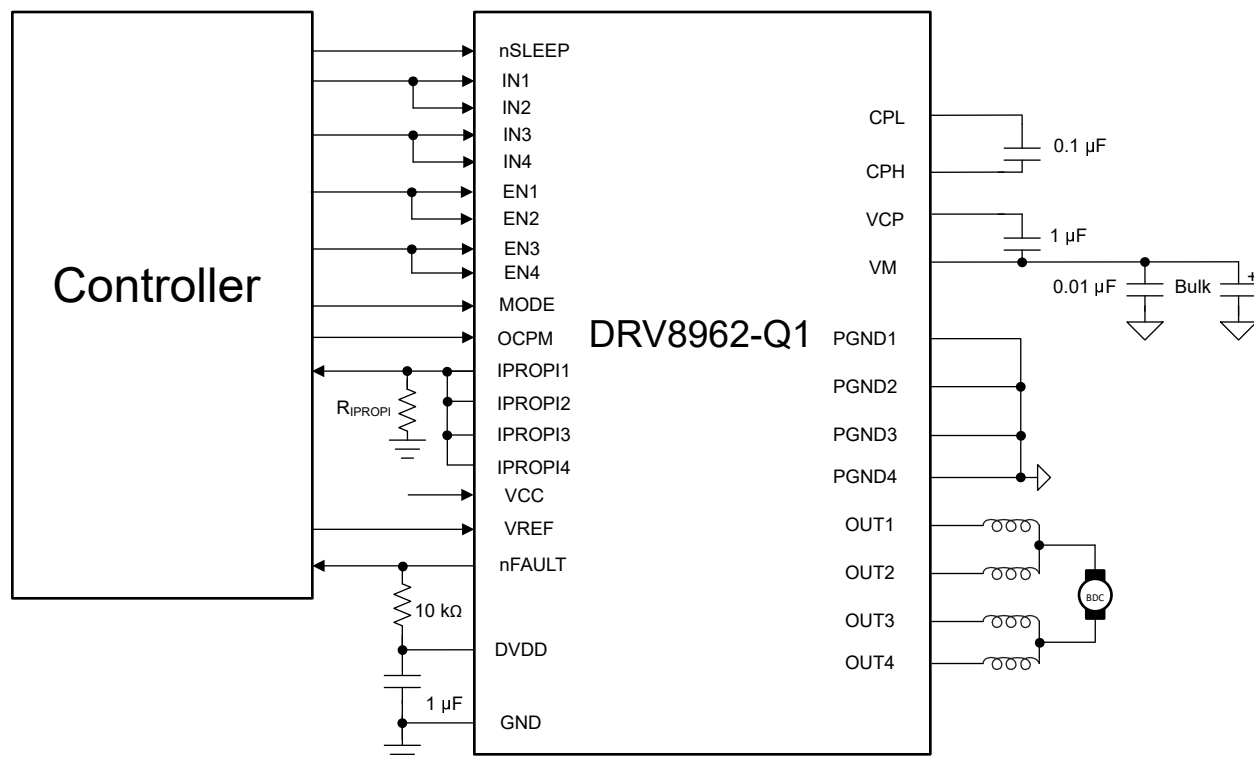 Controller
DRV8962-Q1
nSLEEP
IN1
IN2
IN3
IN4
EN1
EN2
EN3
EN4
MODE
OCPM
IPROPI1
IPROPI2
IPROPI3
IPROPI4
VCC
VREF
nFAULT
DVDD
GND
RIPROPI
10 kΩ
1 µF
CPL
CPH
VCP
VM
PGND1
PGND2
PGND3
PGND4
OUT1
OUT2
OUT3
OUT4
0.1 µF
1 µF
0.01 µF
Bulk
+
BDC